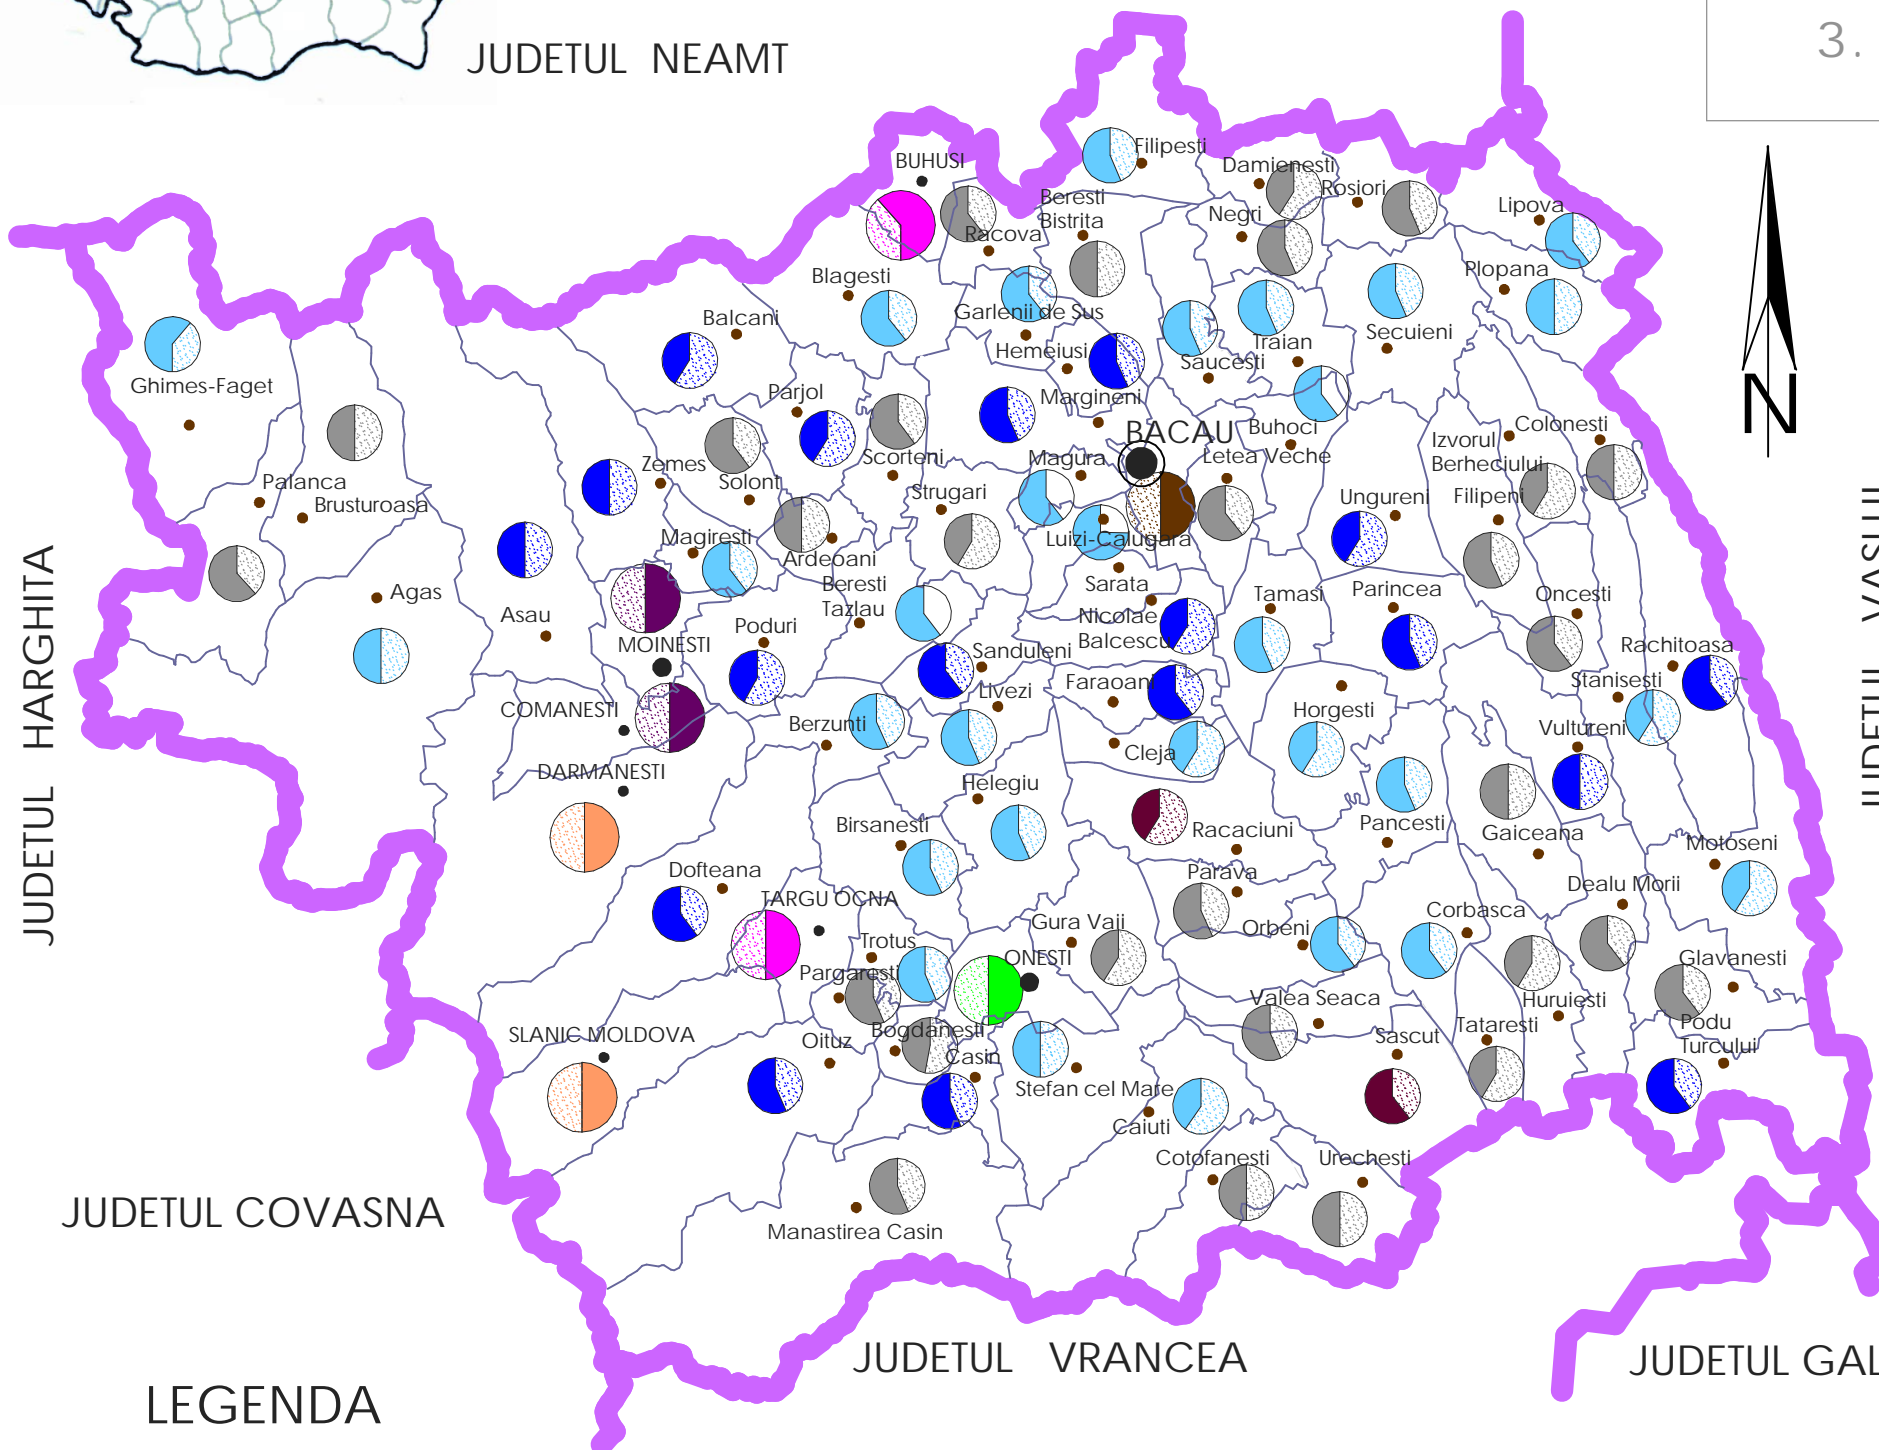 3.
JUDETUL NEAMT
BUHUSI
Filipesti
Damienesti
Rosiori
Lipova
Beresti
Bistrita
Negri
Racova
Blagesti
Plopana
Garlenii de Sus
Balcani
Hemeiusi
Saucesti
Traian
Secuieni
Ghimes-Faget
Parjol
Margineni
N
BACAU
Buhoci
Izvorul
Berheciului
Colonesti
Scorteni
Magura
Letea Veche
Zemes
Solont
Palanca
Brusturoasa
Strugari
Ungureni
Filipeni
Magiresti
Ardeoani
Luizi-Calugara
JUDETUL HARGHITA
JUDETUL VASLUI
Agas
Asau
Beresti
Tazlau
Sarata
Tamasi
Parincea
Oncesti
MOINESTI
Poduri
Nicolae
Balcescu
Sanduleni
Rachitoasa
Faraoani
Livezi
Stanisesti
COMANESTI
Berzunti
Horgesti
Vultureni
Cleja
DARMANESTI
Helegiu
Birsanesti
Racaciuni
Pancesti
Gaiceana
Motoseni
Dofteana
Parava
Dealu Morii
TARGU OCNA
Gura Vaii
Orbeni
Corbasca
Trotus
ONESTI
Pargaresti
Glavanesti
Valea Seaca
Huruiesti
SLANIC MOLDOVA
Oituz
Bogdanesti
Casin
Sascut
Tataresti
Podu
Turcului
Stefan cel Mare
Caiuti
Cotofanesti
Urechesti
JUDETUL COVASNA
Manastirea Casin
JUDETUL VRANCEA
JUDETUL GAL
LEGENDA